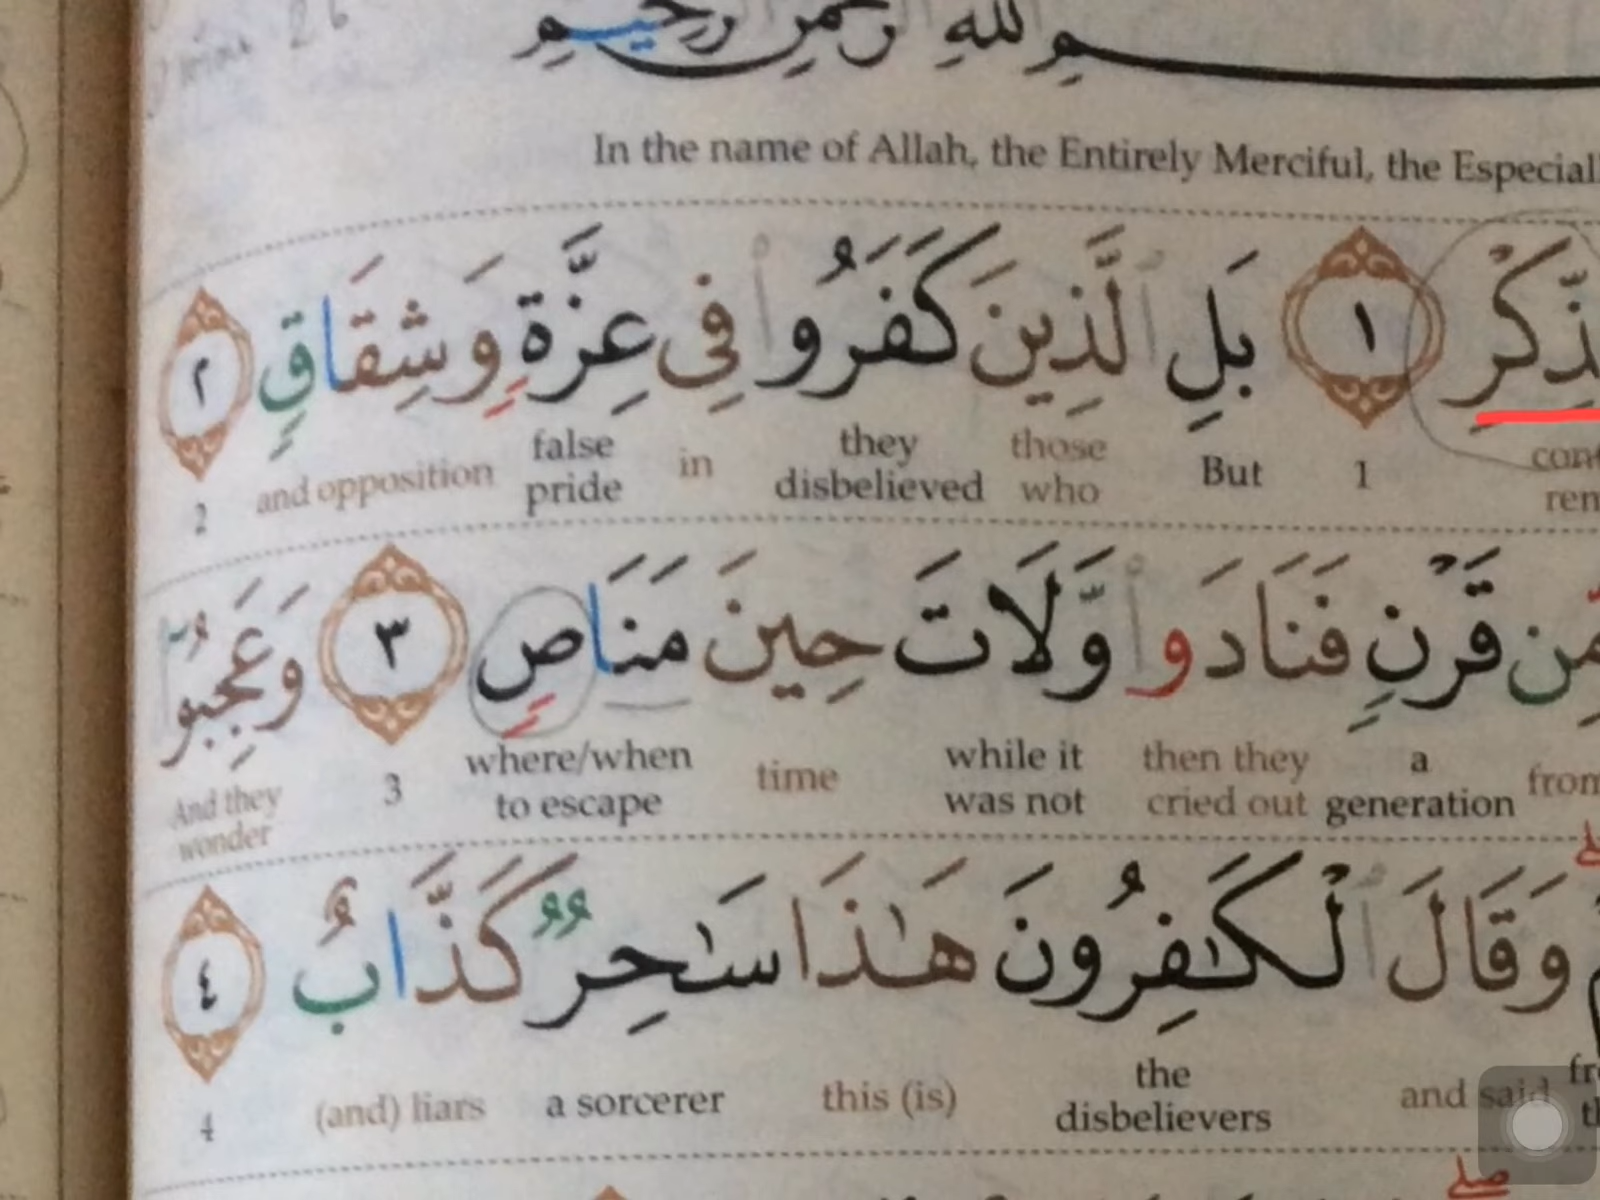 ـمِ ٱللَّهِ ٱلرَّحْمَٰنِ ٱلرَّحِيمِ
In the name of Allah, the Entirely Merciful, the Especial
ذِّكْرِ ١ بَلِ ٱلَّذِينَ كَفَرُوا۟ فِى عِزَّةٍ وَشِقَاقٍ ٢
1 But those who they disbelieved in false pride and opposition 2
مِّن قَرْنٍ فَنَادَوا۟ وَّلَاتَ حِينَ مَنَاصٍ ٣ وَعَجِبُوٓا۟
from a generation then they cried out while it was not time where/when to escape 3 And they wonder
وَقَالَ ٱلْكَـٰفِرُونَ هَـٰذَا سَـٰحِرٌ كَذَّابٌ ٤
and said the disbelievers this (is) a sorcerer (and) liars 4
صلے